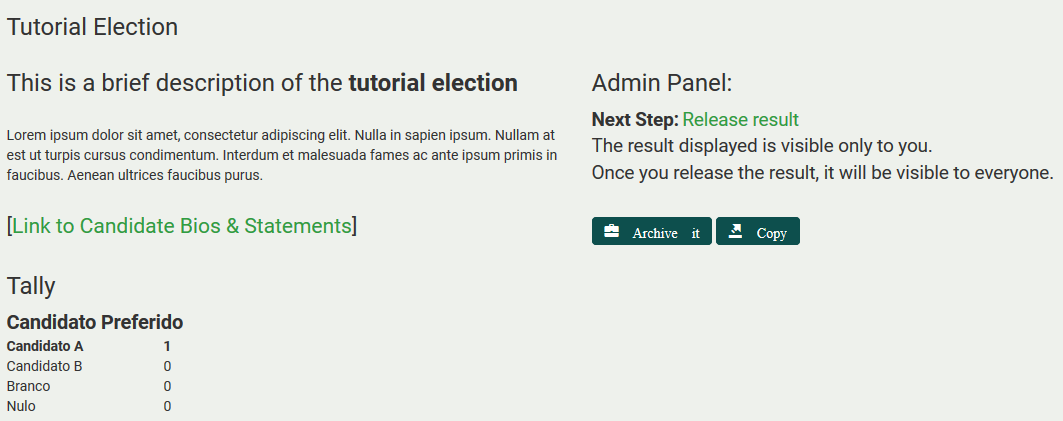 Tutorial Election
This is a brief description of the tutorial election
Lorem ipsum dolor sit amet, consectetur adipiscing elit. Nulla in sapien ipsum. Nullam at
est ut turpis cursus condimentum. Interdum et malesuada fames ac ante ipsum primis in
faucibus. Aenean ultrices faucibus purus.
[Link to Candidate Bios & Statements]
Admin Panel:
Next Step: Release result
The result displayed is visible only to you.
Once you release the result, it will be visible to everyone.
Archive it Copy
Tally
Candidato Preferido
Candidato A 1
Candidato B 0
Branco 0
Nulo 0